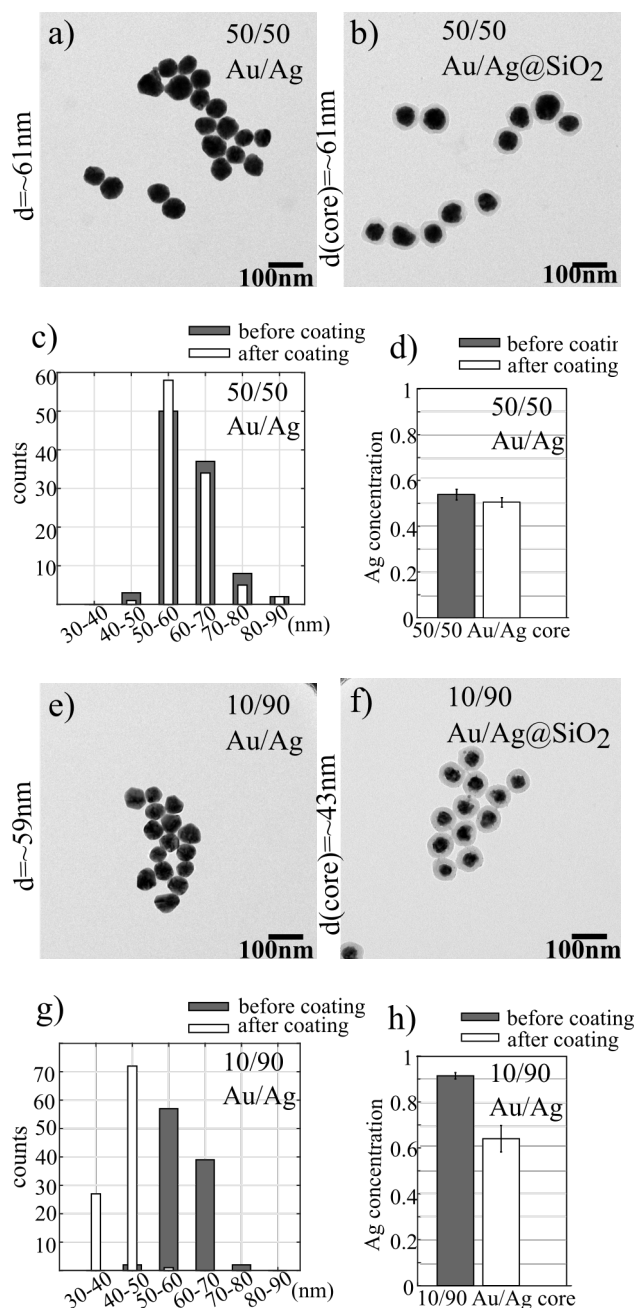 a)
50/50
Au/Ag
d=~61nm
100nm
b)
50/50
Au/Ag@SiO2
d(core)=~61nm
100nm
c)
before coating
after coating
50/50
Au/Ag
counts
60
50
40
30
20
10
30-40
40-50
50-60
60-70
70-80
80-90
(nm)
d)
before coatin
after coating
50/50
Au/Ag
Ag concentration
1
0.8
0.6
0.4
0.2
0
50/50 Au/Ag core
e)
10/90
Au/Ag
d=~59nm
100nm
f)
10/90
Au/Ag@SiO2
d(core)=~43nm
100nm
g)
before coating
after coating
10/90
Au/Ag
counts
70
60
50
40
30
20
10
30-40
40-50
50-60
60-70
70-80
80-90
(nm)
h)
before coating
after coating
10/90
Au/Ag
Ag concentration
1
0.8
0.6
0.4
0.2
0
10/90 Au/Ag core